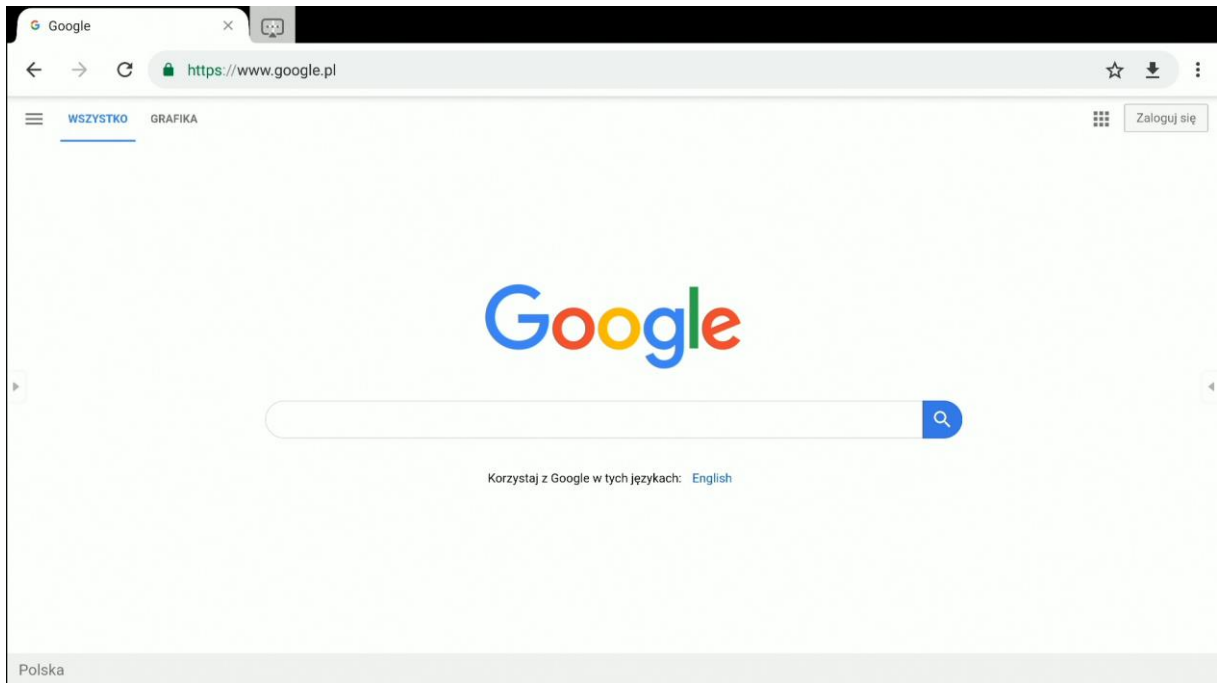 Google
https://www.google.pl
WSZYSTKO GRAFIKA
Zaloguj się
Google
Korzystaj z Google w tych językach: English
Polska